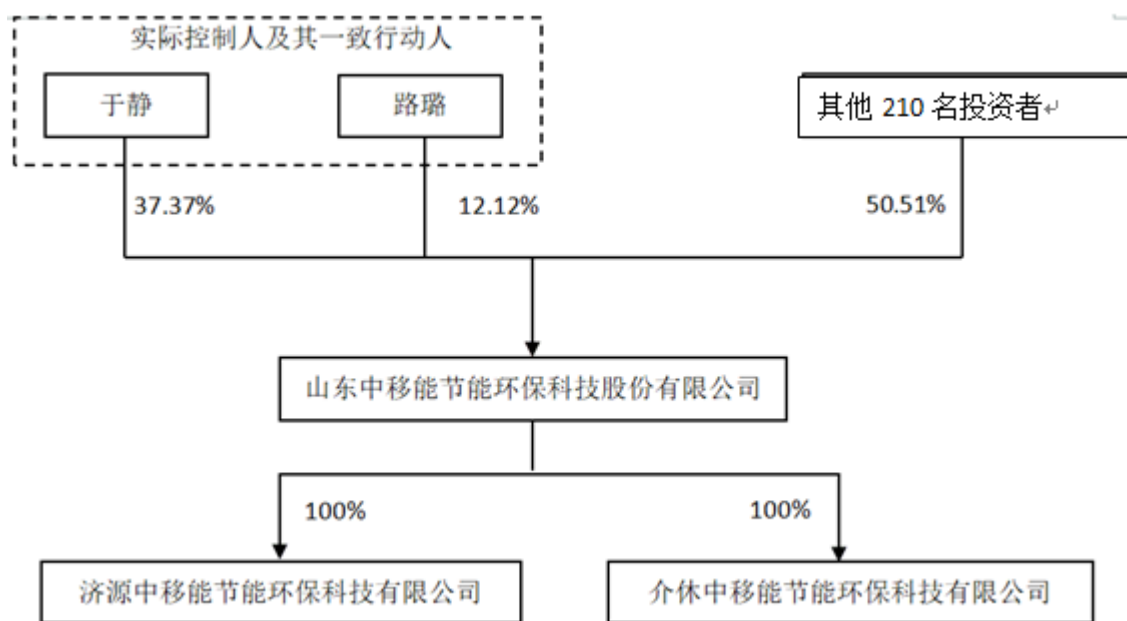 实际控制人及其一致行动人
于静
路璐
其他 210 名投资者↵
37.37%
12.12%
50.51%
山东中移能节能环保科技股份有限公司
100%
100%
济源中移能节能环保科技有限公司
介休中移能节能环保科技有限公司